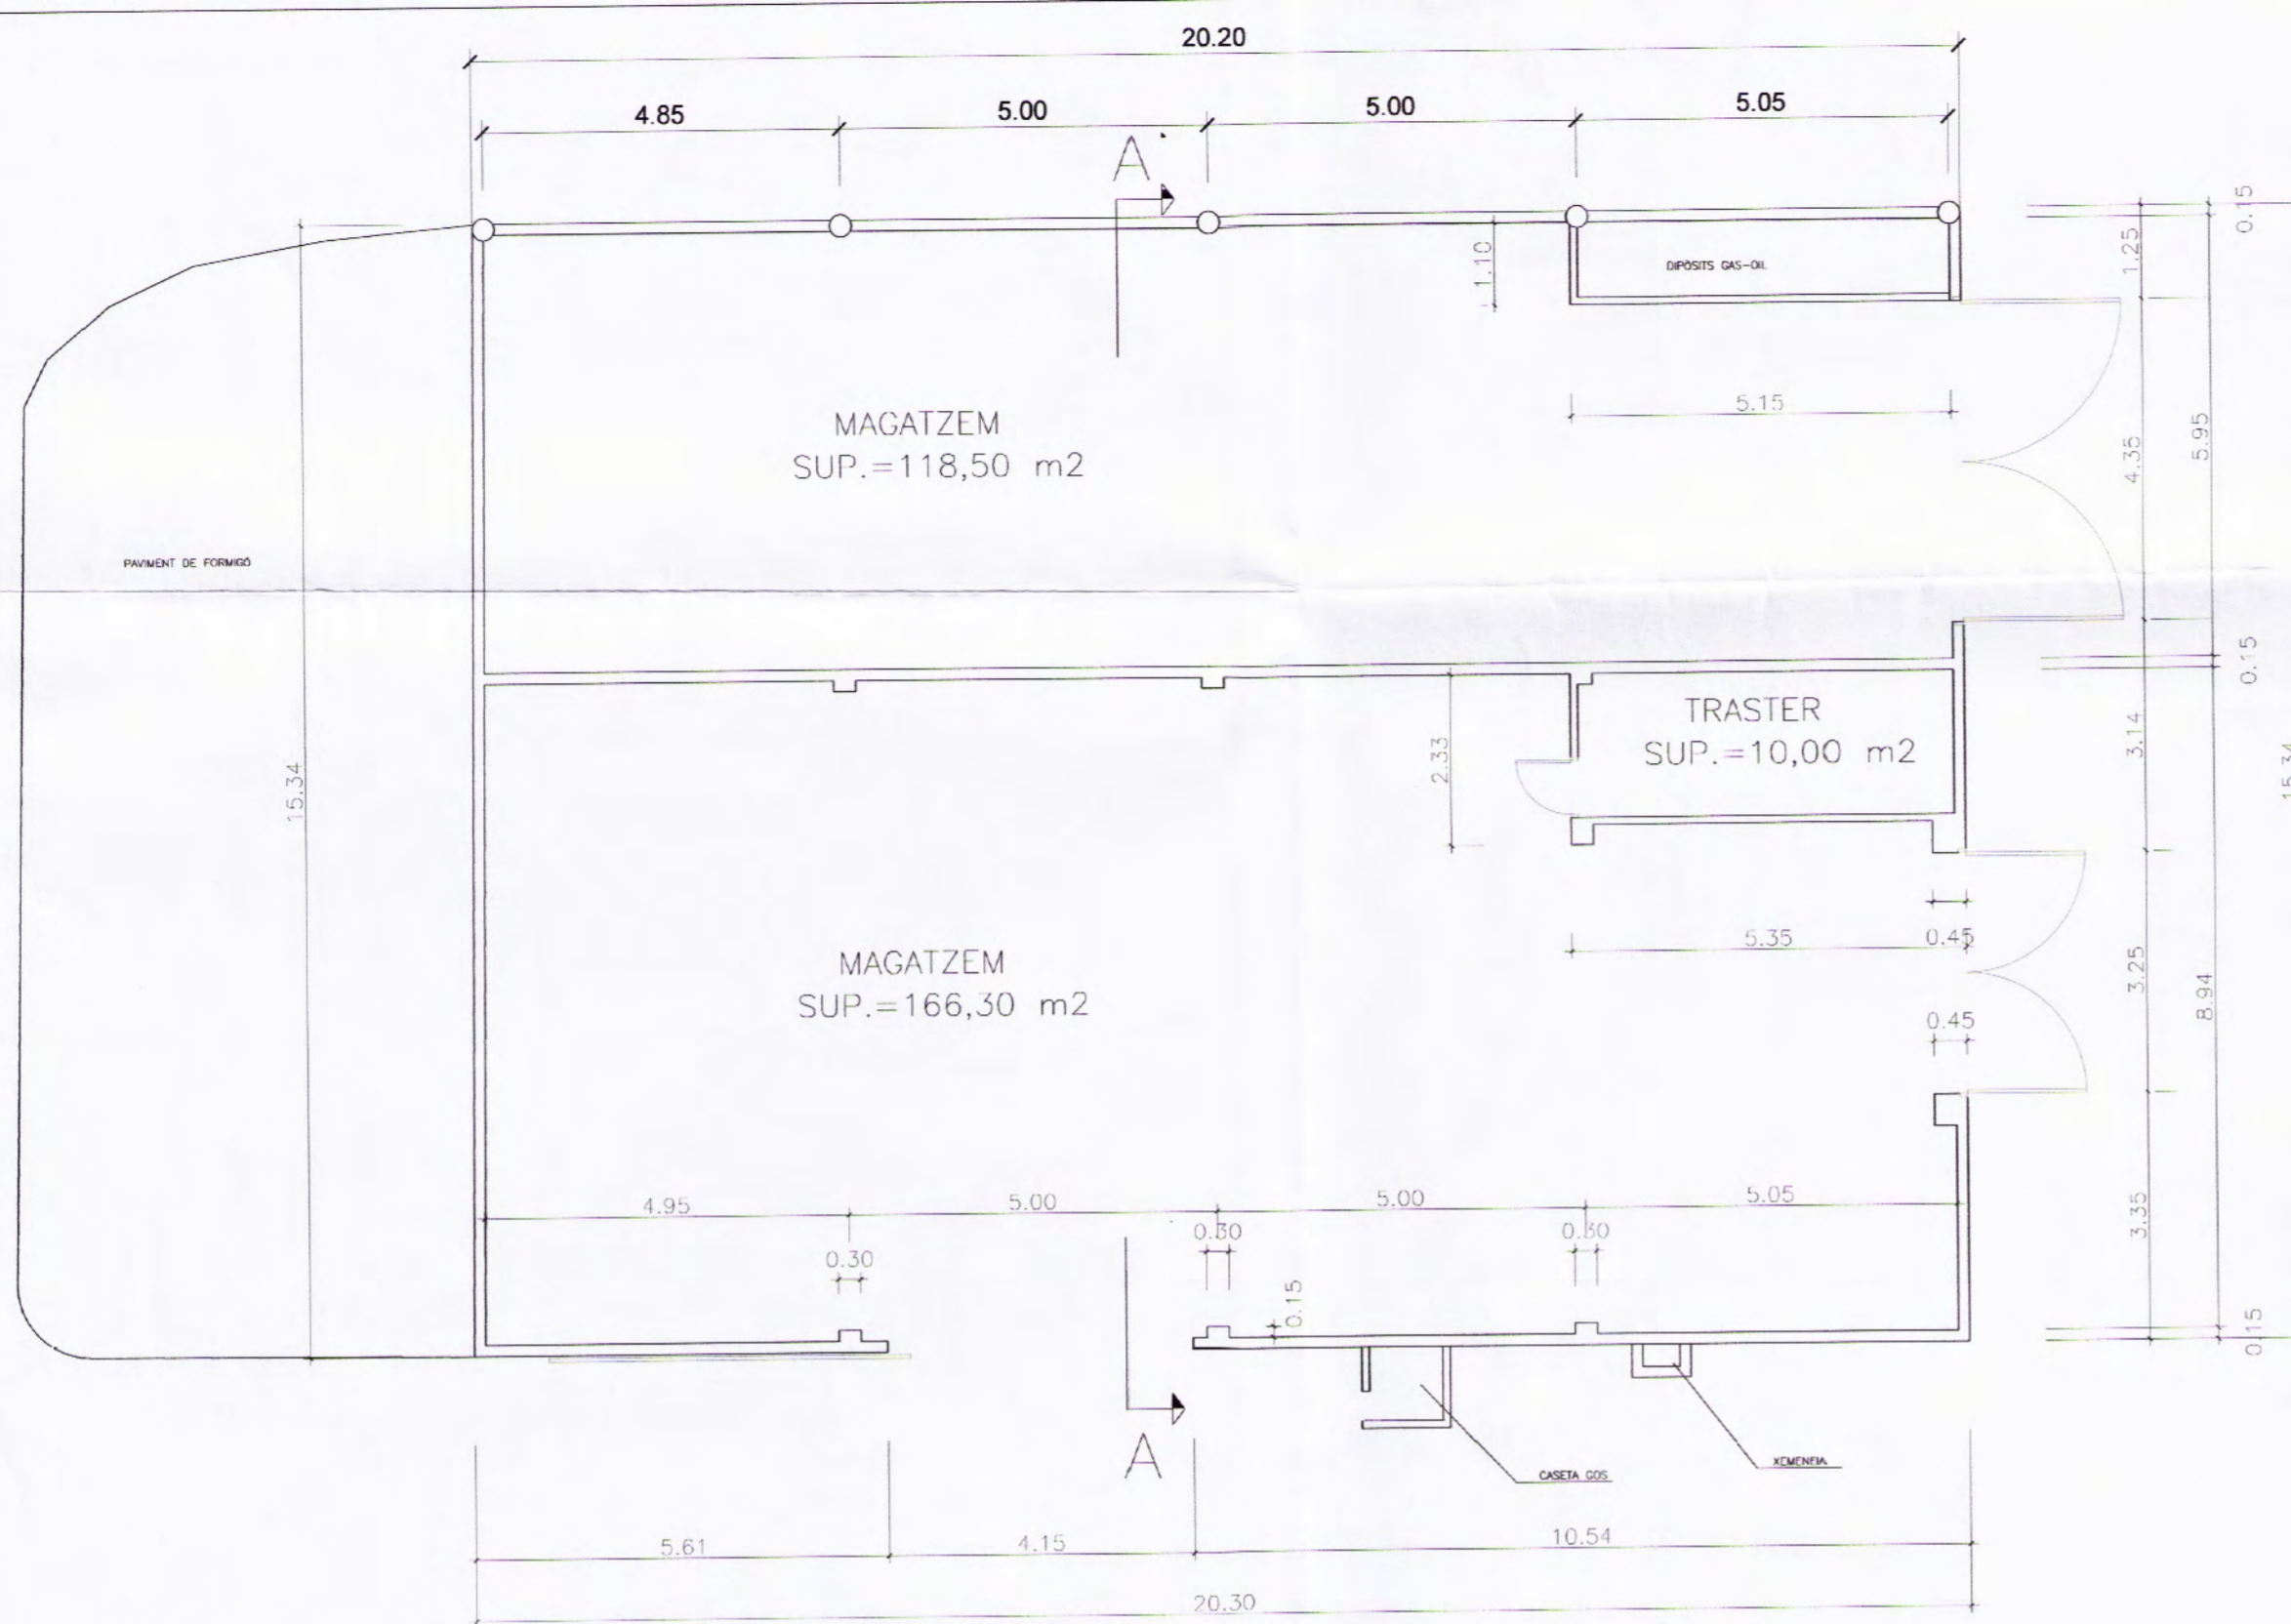 20.20
4.85
5.00
5.00
5.05
A
0.15
1.10
DIPÒSITS GAS-OIL
1.25
5.15
MAGATZEM
SUP.=118,50 m2
4.35
5.95
PAVIMENT DE FORMIGÓ
0.15
TRASTER
SUP.=10,00 m2
2.33
3.14
15.34
15.34
5.35
0.45
MAGATZEM
SUP.=166,30 m2
3.25
8.94
0.45
4.95
5.00
5.00
5.05
0.30
0.30
0.30
0.15
3.35
0.15
A
CASETA GOS
XEMENEIA
5.61
4.15
10.54
20.30